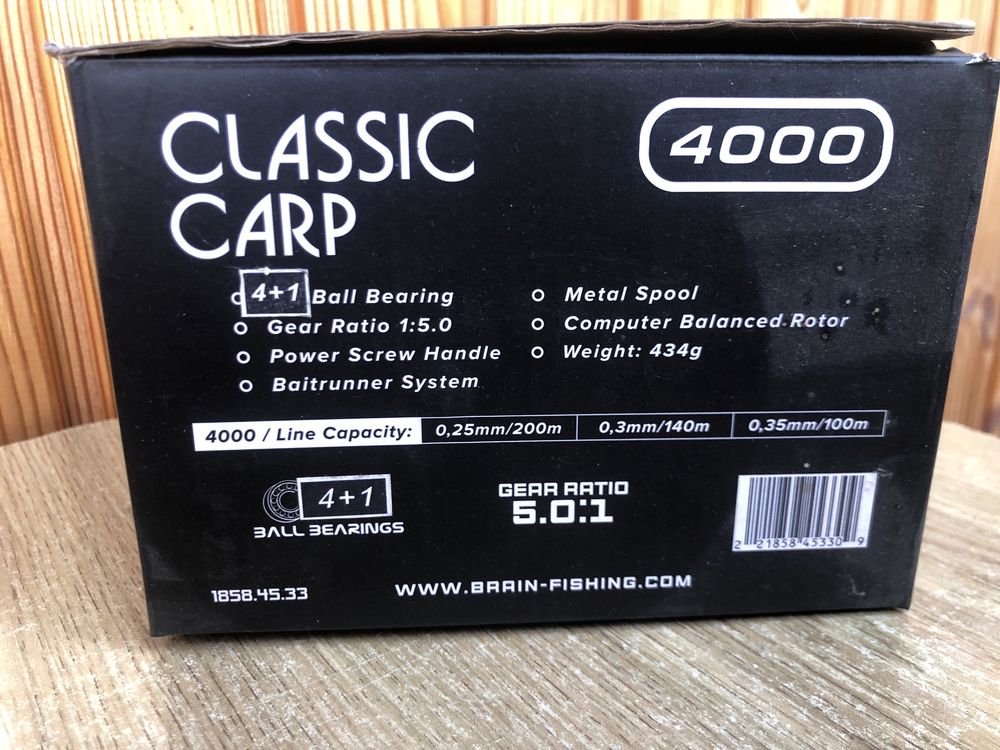 CLASSIC
CARP
4000
4+1 Ball Bearing
Gear Ratio 1:5.0
Power Screw Handle
Baitrunner System
Metal Spool
Computer Balanced Rotor
Weight: 434g
4000 / Line Capacity: 0,25mm/200m 0,3mm/140m 0,35mm/100m
4+1
BALL BEARINGS
GEAR RATIO
5.0:1
2 21858 45330 9
1858.45.33
WWW.BRAIN-FISHING.COM